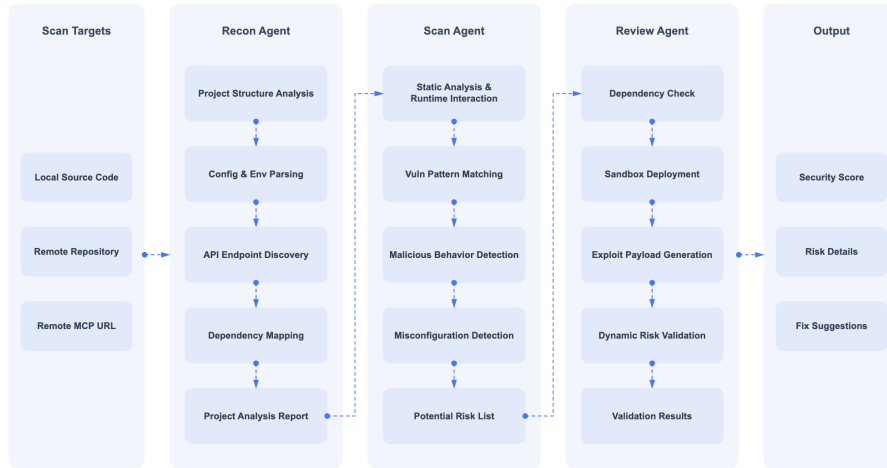 Scan Targets
Local Source Code
Remote Repository
Remote MCP URL
Recon Agent
Project Structure Analysis
Config & Env Parsing
API Endpoint Discovery
Dependency Mapping
Project Analysis Report
Scan Agent
Static Analysis &
Runtime Interaction
Vuln Pattern Matching
Malicious Behavior Detection
Misconfiguration Detection
Potential Risk List
Review Agent
Dependency Check
Sandbox Deployment
Exploit Payload Generation
Dynamic Risk Validation
Validation Results
Output
Security Score
Risk Details
Fix Suggestions